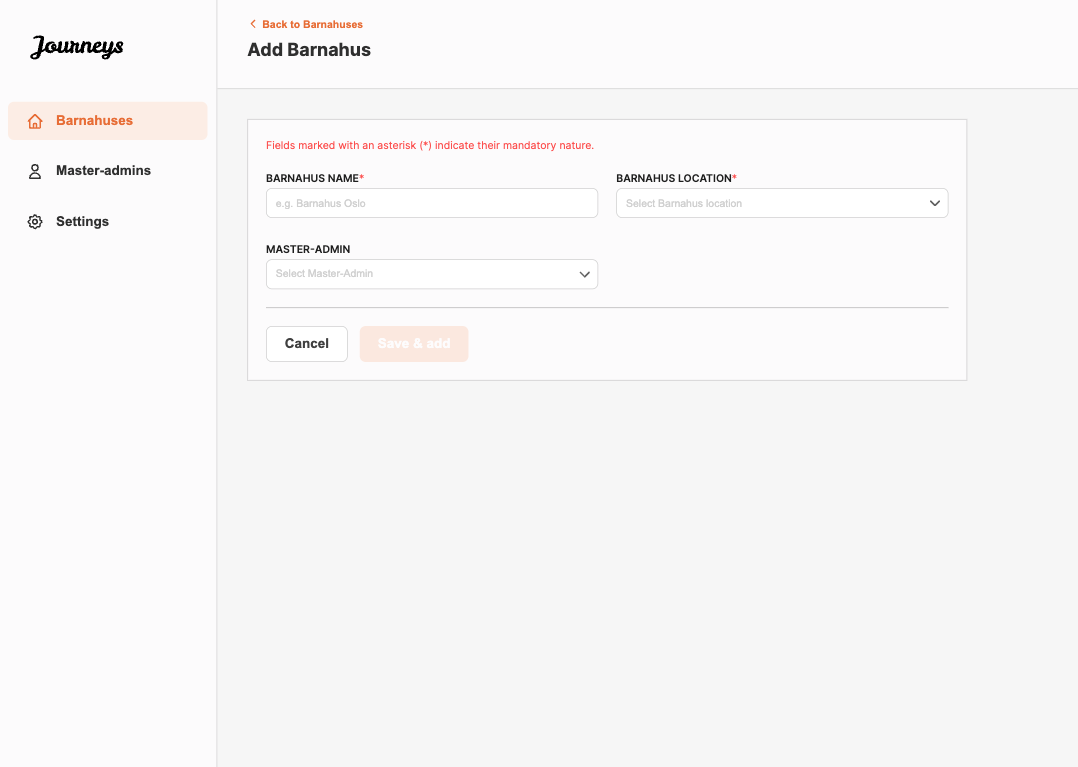 Journeys
Back to Barnahuses
Add Barnahus
Barnahuses
Master-admins
Settings
Fields marked with an asterisk (*) indicate their mandatory nature.
BARNAHUS NAME*
e.g. Barnahus Oslo
BARNAHUS LOCATION*
Select Barnahus location
MASTER-ADMIN
Select Master-Admin
Cancel
Save & add